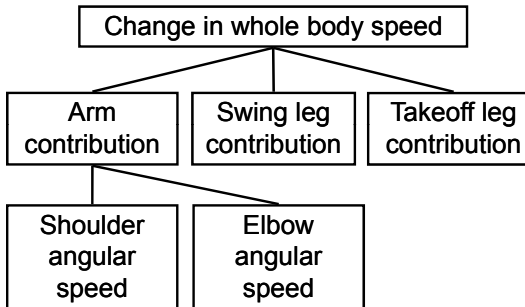 Change in whole body speed
Arm
contribution
Swing leg
contribution
Takeoff leg
contribution
Shoulder
angular
speed
Elbow
angular
speed